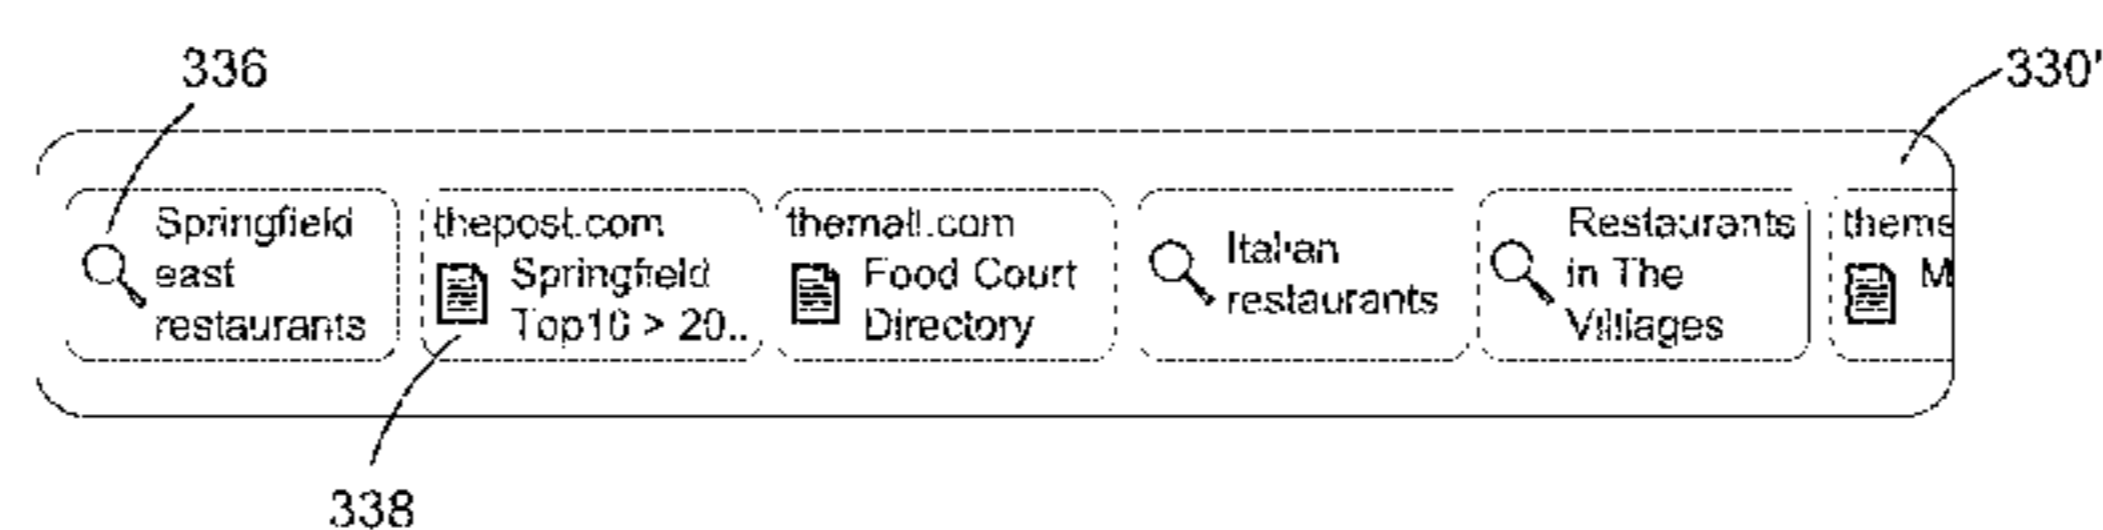 336
330'
Springfield
east
restaurants
thepost.com
Springfield
Top10 > 20..
themall.com
Food Court
Directory
Italian
restaurants
Restaurants
in The
Villiages
thems
M
338